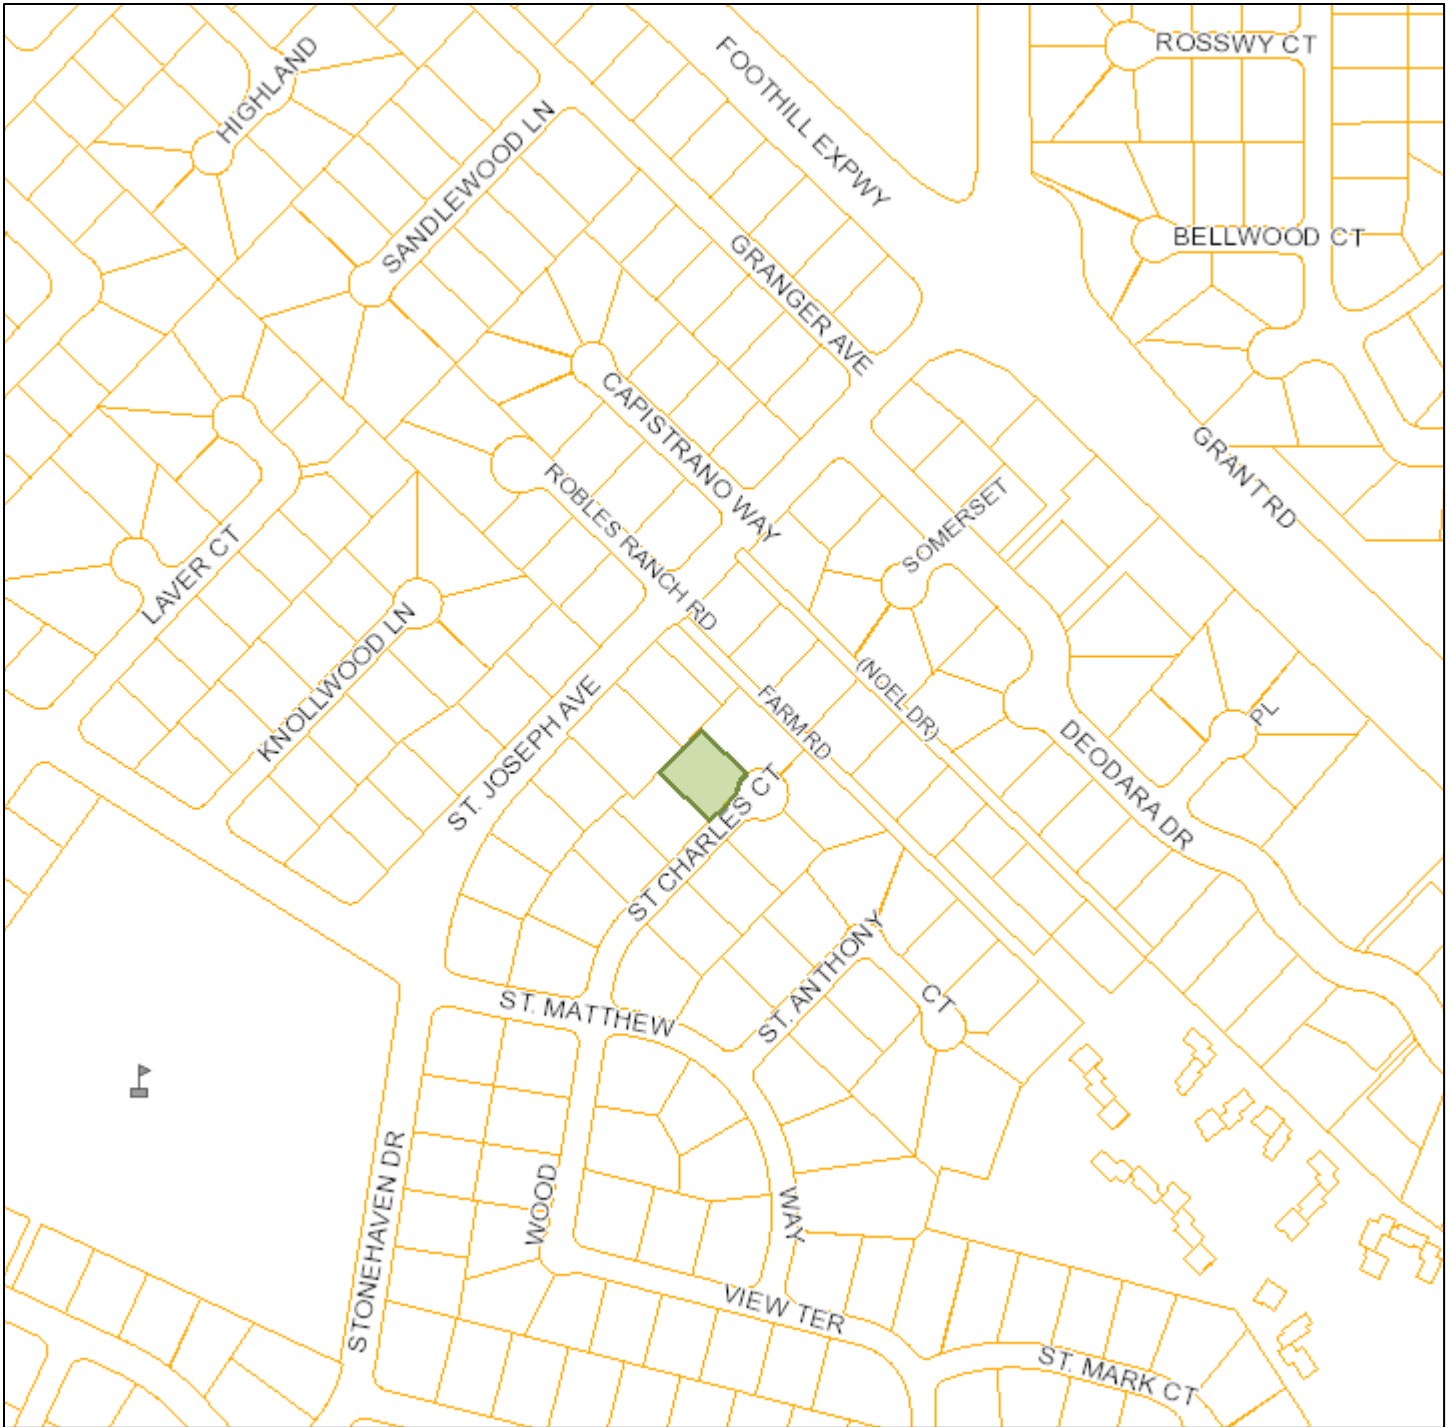 ROSSWY CT
HIGHLAND
FOOTHILL EXPWY
SANDLEWOOD LN
BELLWOOD CT
GRANGER AVE
CAPISTRANO WAY
GRANT RD
ROBLES RANCH RD
SOMERSET
LAVER CT
KNOLLWOOD LN
ST. JOSEPH AVE
FARM RD
(NOEL DR)
PL
DEODARA DR
ST CHARLES CT
ST. ANTHONY
CT
ST. MATTHEW
WAY
STONEHAVEN DR
WOOD
VIEW TER
ST. MARK CT